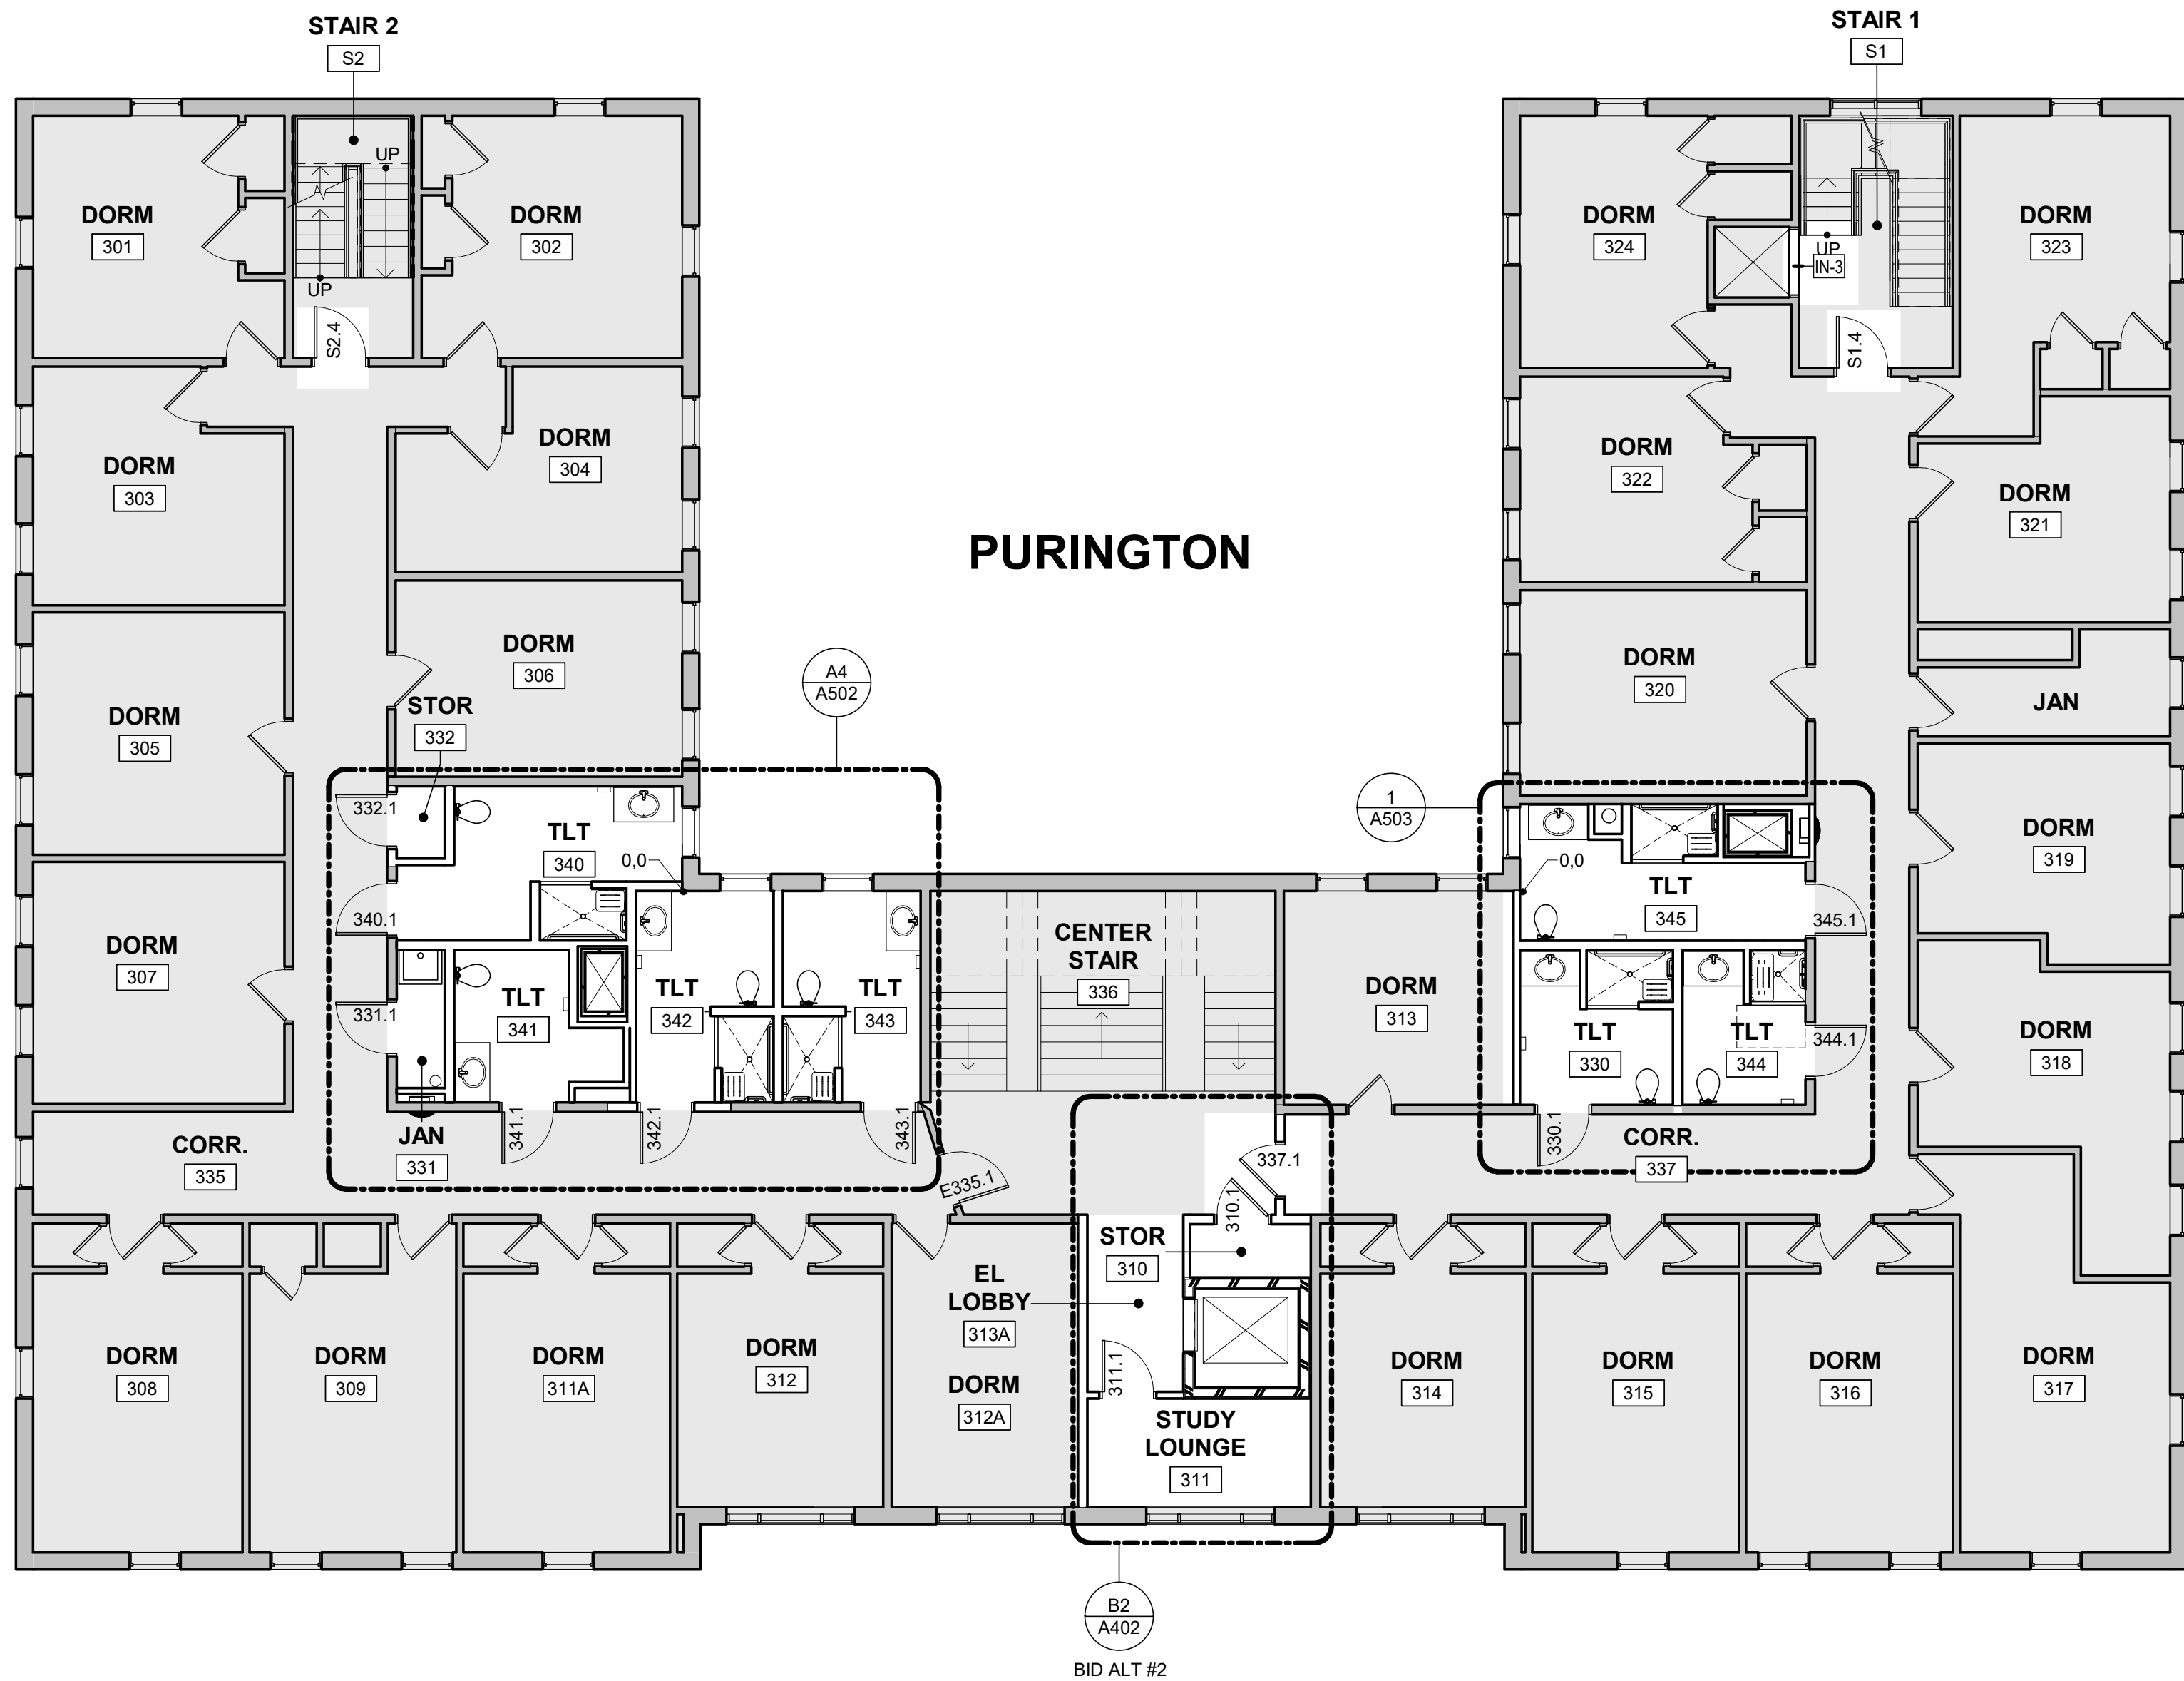 STAIR 2
S2
STAIR 1
S1
UP
UP
S2.4
DORM
301
DORM
302
DORM
324
UP
IN-3
S1.4
DORM
323
DORM
303
DORM
304
DORM
322
DORM
321
PURINGTON
DORM
305
DORM
306
STOR
332
A4
A502
DORM
320
JAN
1
A503
332.1
TLT
340
0,0
340.1
331.1
DORM
307
TLT
341
TLT
342
TLT
343
CENTER
STAIR
336
DORM
313
0,0
TLT
345
345.1
TLT
330
TLT
344
344.1
DORM
319
DORM
318
CORR.
335
JAN
331
341.1
342.1
343.1
E335.1
337.1
310.1
330.1
CORR.
337
STOR
310
EL
LOBBY
313A
311.1
DORM
308
DORM
309
DORM
311A
DORM
312
DORM
312A
STUDY
LOUNGE
311
DORM
314
DORM
315
DORM
316
DORM
317
B2
A402
BID ALT #2